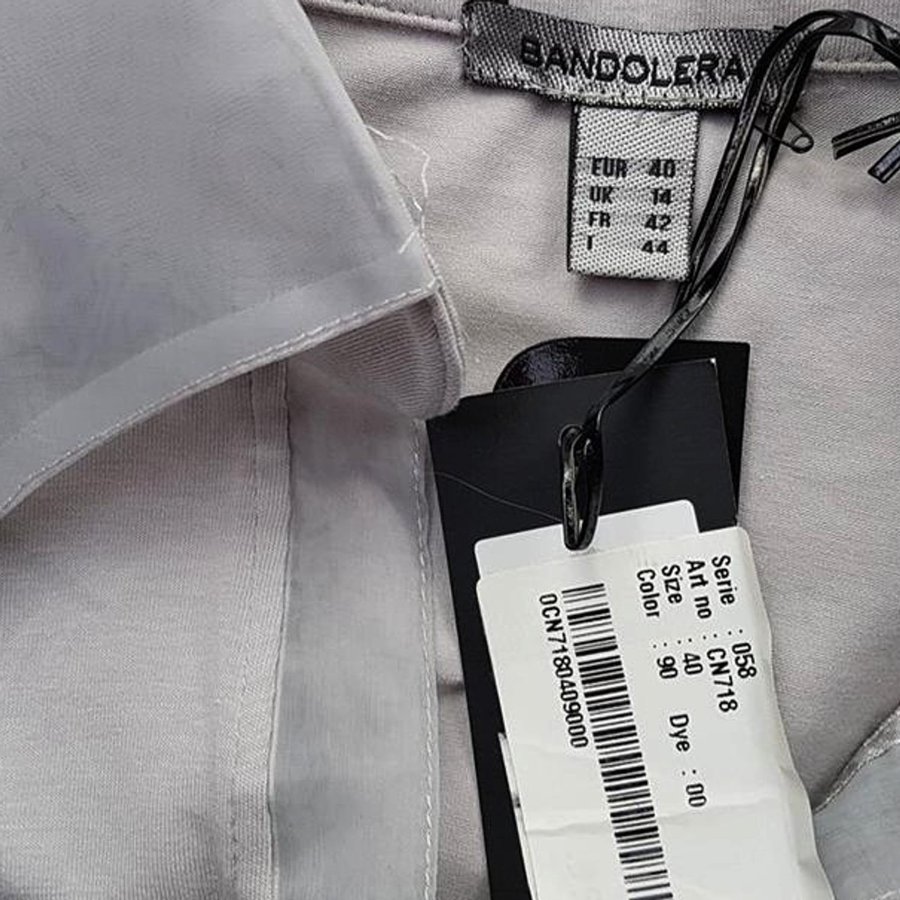 BANDOLERA
EUR 40
UK 14
FR 42
I 44
Serie : 058
Art no : CN718
Size : 40
Color : 90 Dye : 00
0CN7180409000